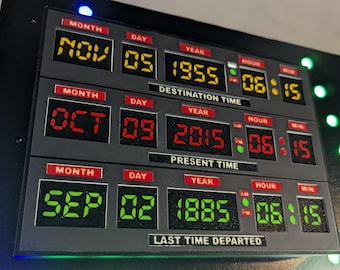 MONTH DAY YEAR HOUR MIN
NOV 05 1955 06 15
DESTINATION TIME
MONTH DAY YEAR HOUR MIN
OCT 09 2015 AM PM 06 15
PRESENT TIME
MONTH DAY YEAR HOUR MIN
SEP 02 1885 AM PM 06 15
LAST TIME DEPARTED